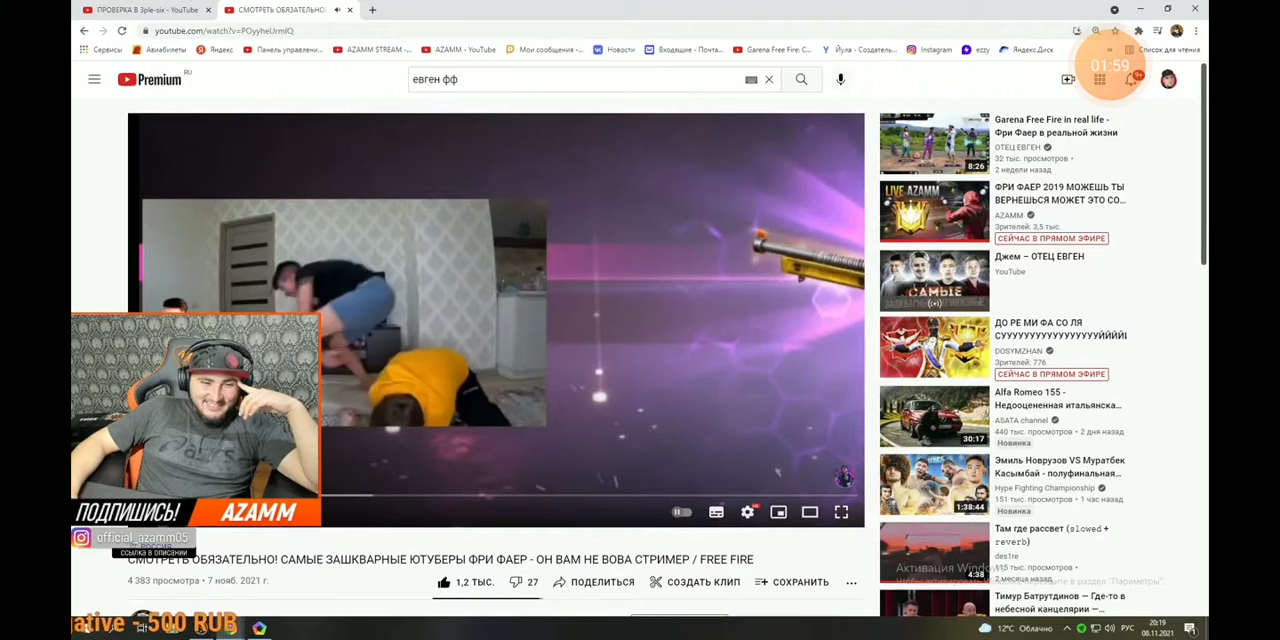 ПРОВЕРКА В 3ple-six - YouTube
СМОТРЕТЬ ОБЯЗАТЕЛЬНО!
youtube.com/watch?v=POyyheUrmIQ
Сервисы
Авиабилеты
Яндекс
Панель управлени...
AZAMM STREAM -...
AZAMM - YouTube
Мои сообщения -...
Новости
Входящие - Почта...
Garena Free Fire: C...
Йула - Создатель...
Instagram
ezzy
Яндекс.Диск
Список для чтения
01:59
Premium RU
евген фф
9+
Garena Free Fire in real life -
Фри Фаер в реальной жизни
ОТЕЦ ЕВГЕН
32 тыс. просмотров •
2 недели назад
8:26
LIVE AZAMM
ФРИ ФАЕР 2019 МОЖЕШЬ ТЫ
ВЕРНЕШЬСЯ МОЖЕТ ЭТО СО...
AZAMM
Зрителей: 3,5 тыс.
СЕЙЧАС В ПРЯМОМ ЭФИРЕ
САМЫЕ
Джем – ОТЕЦ ЕВГЕН
YouTube
ДО РЕ МИ ФА СО ЛЯ
DOSYMZHAN
Зрителей: 776
СЕЙЧАС В ПРЯМОМ ЭФИРЕ
Alfa Romeo 155 -
Недооцененная итальянска...
ASATA channel
440 тыс. просмотров • 2 дня назад
Новинка
30:17
Эмиль Новрузов VS Муратбек
Касымбай - полуфинальная...
Hype Fighting Championship
151 тыс. просмотров • 1 час назад
Новинка
1:38:44
Там где рассвет (slowed +
reverb)
des1re
115 тыс. просмотров •
2 месяца назад
4:38
Тимур Батрутдинов — Где-то в
небесной канцелярии —
Активация Windows
ПОДПИШИСЬ!
AZAMM
official_azamm05
ссылка в описании
СМОТРЕТЬ ОБЯЗАТЕЛЬНО! САМЫЕ ЗАШКВАРНЫЕ ЮТУБЕРЫ ФРИ ФАЕР - ОН ВАМ НЕ ВОВА СТРИМЕР / FREE FIRE
4 383 просмотра • 7 нояб. 2021 г.
1,2 ТЫС.
27
ПОДЕЛИТЬСЯ
СОЗДАТЬ КЛИП
СОХРАНИТЬ
ative - 500 RUB
12°C Облачно
РУС
20:19
08.11.2021